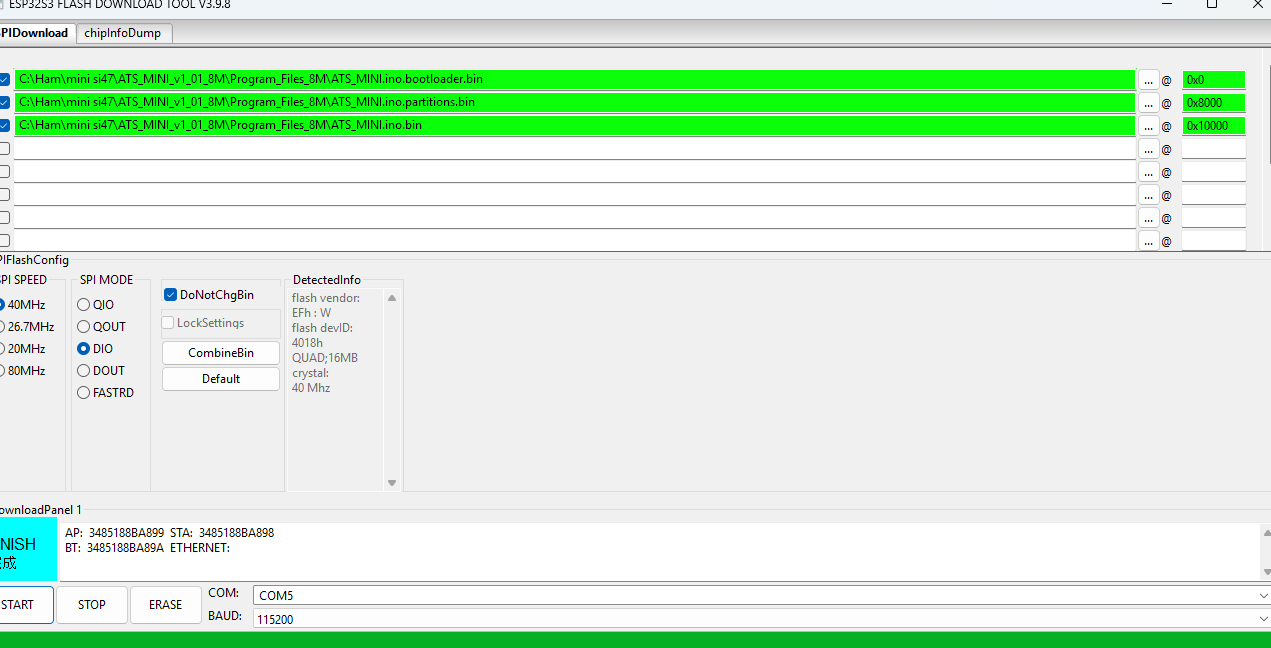 ESP32S3 FLASH DOWNLOAD TOOL V3.9.8
PIDownload chipInfoDump
C:\Ham\mini si47\ATS_MINI_v1_01_8M\Program_Files_8M\ATS_MINI.ino.bootloader.bin ... @ 0x0
C:\Ham\mini si47\ATS_MINI_v1_01_8M\Program_Files_8M\ATS_MINI.ino.partitions.bin ... @ 0x8000
C:\Ham\mini si47\ATS_MINI_v1_01_8M\Program_Files_8M\ATS_MINI.ino.bin ... @ 0x10000
... @
... @
... @
... @
... @
PIFlashConfig
SPI SPEED
40MHz
26.7MHz
20MHz
80MHz
SPI MODE
QIO
QOUT
DIO
DOUT
FASTRD
DoNotChgBin
LockSettings
CombineBin
Default
DetectedInfo
flash vendor:
EFh : W
flash devID:
4018h
QUAD;16MB
crystal:
40 Mhz
ownloadPanel 1
NISH
完成
AP: 3485188BA899 STA: 3485188BA898
BT: 3485188BA89A ETHERNET:
START STOP ERASE
COM: COM5
BAUD: 115200